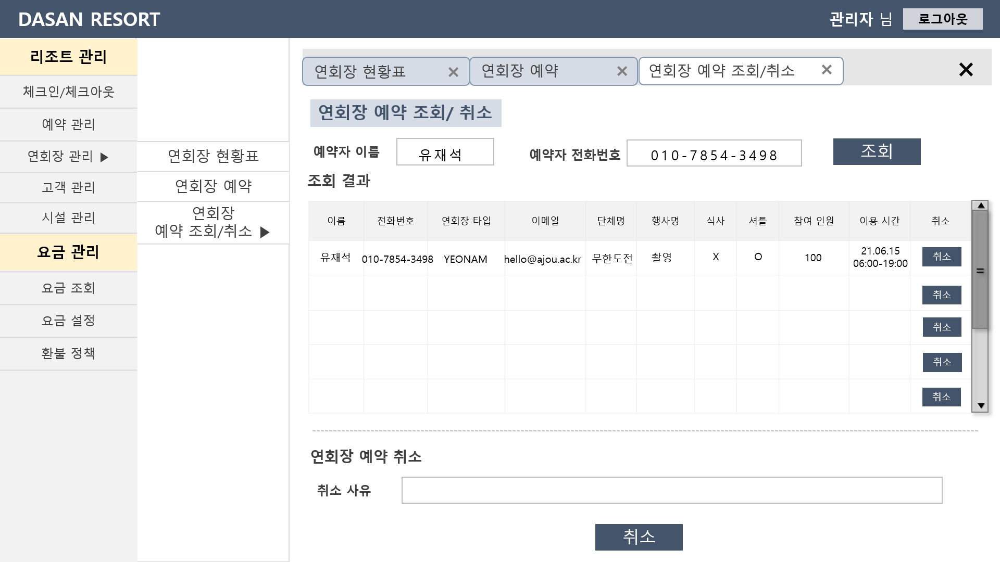 DASAN RESORT
관리자 님
로그아웃
리조트 관리
체크인/체크아웃
예약 관리
연회장 관리 ▶
고객 관리
시설 관리
요금 관리
요금 조회
요금 설정
환불 정책
연회장 현황표
연회장 예약
연회장
예약 조회/취소 ▶
연회장 현황표 ✕
연회장 예약 ✕
연회장 예약 조회/취소 ✕
✕
연회장 예약 조회/ 취소
예약자 이름 유재석 예약자 전화번호 010-7854-3498 조회
조회 결과
이름 전화번호 연회장 타입 이메일 단체명 행사명 식사 셔틀 참여 인원 이용 시간 취소
유재석 010-7854-3498 YEONAM hello@ajou.ac.kr 무한도전 촬영 X O 100 21.06.15
06:00-19:00 취소
취소
취소
취소
취소
연회장 예약 취소
취소 사유
취소